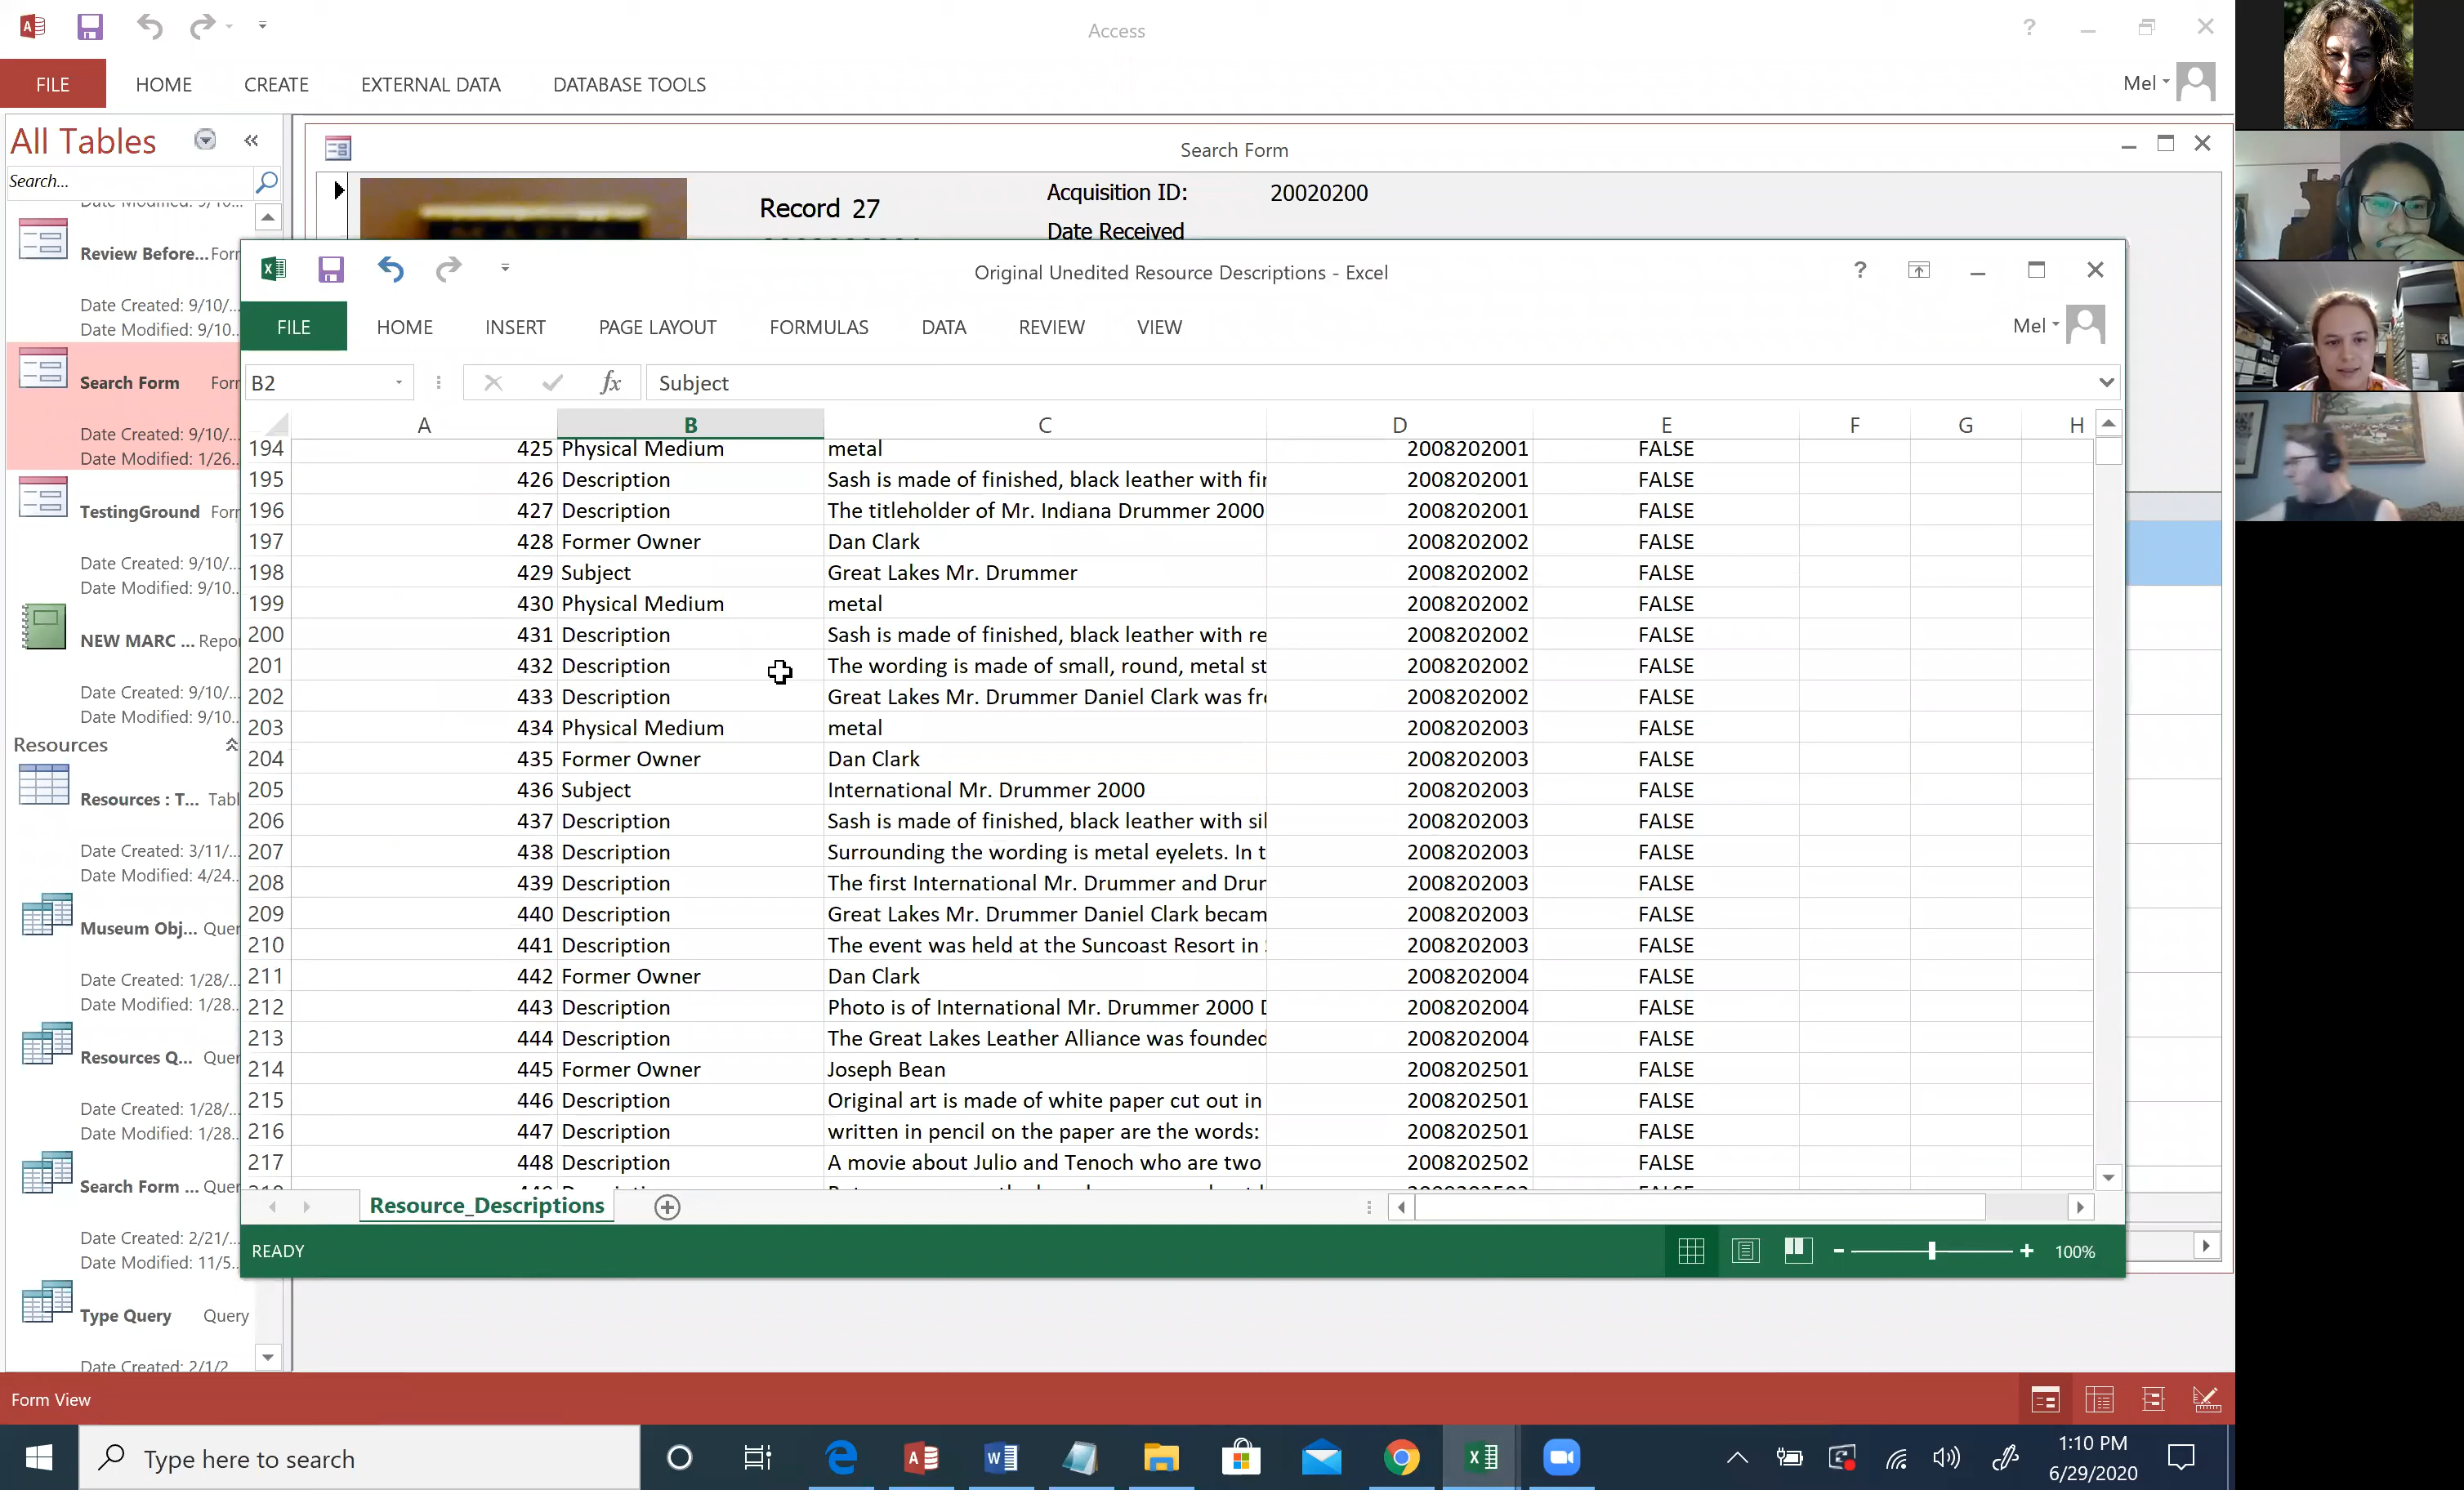 Access
?
FILE HOME CREATE EXTERNAL DATA DATABASE TOOLS
Mel
All Tables
Search...
Review Before... Forr
Date Created: 9/10/...
Date Modified: 9/10...
Search Form Forr
Date Created: 9/10/...
Date Modified: 1/26...
TestingGround Forr
Date Created: 9/10/...
Date Modified: 9/10...
NEW MARC ... Repo
Date Created: 9/10/...
Date Modified: 9/10...
Resources
Resources : T... Tabl
Date Created: 3/11/...
Date Modified: 4/24...
Museum Obj... Quer
Date Created: 1/28/...
Date Modified: 1/28...
Resources Q... Quer
Date Created: 1/28/...
Date Modified: 1/28...
Search Form ... Quer
Date Created: 2/21/...
Date Modified: 11/5...
Type Query Query
Date Created: 2/1/2
Search Form
Record 27
Acquisition ID: 20020200
Date Received
Original Unedited Resource Descriptions - Excel
?
FILE HOME INSERT PAGE LAYOUT FORMULAS DATA REVIEW VIEW
Mel
B2 fx Subject
A B C D E F G H
194 425 Physical Medium metal 2008202001 FALSE
195 426 Description Sash is made of finished, black leather with fir 2008202001 FALSE
196 427 Description The titleholder of Mr. Indiana Drummer 2000 2008202001 FALSE
197 428 Former Owner Dan Clark 2008202002 FALSE
198 429 Subject Great Lakes Mr. Drummer 2008202002 FALSE
199 430 Physical Medium metal 2008202002 FALSE
200 431 Description Sash is made of finished, black leather with re 2008202002 FALSE
201 432 Description The wording is made of small, round, metal st 2008202002 FALSE
202 433 Description Great Lakes Mr. Drummer Daniel Clark was fr 2008202002 FALSE
203 434 Physical Medium metal 2008202003 FALSE
204 435 Former Owner Dan Clark 2008202003 FALSE
205 436 Subject International Mr. Drummer 2000 2008202003 FALSE
206 437 Description Sash is made of finished, black leather with sil 2008202003 FALSE
207 438 Description Surrounding the wording is metal eyelets. In t 2008202003 FALSE
208 439 Description The first International Mr. Drummer and Drur 2008202003 FALSE
209 440 Description Great Lakes Mr. Drummer Daniel Clark becam 2008202003 FALSE
210 441 Description The event was held at the Suncoast Resort in 2008202003 FALSE
211 442 Former Owner Dan Clark 2008202004 FALSE
212 443 Description Photo is of International Mr. Drummer 2000 D 2008202004 FALSE
213 444 Description The Great Lakes Leather Alliance was founded 2008202004 FALSE
214 445 Former Owner Joseph Bean 2008202501 FALSE
215 446 Description Original art is made of white paper cut out in 2008202501 FALSE
216 447 Description written in pencil on the paper are the words: 2008202501 FALSE
217 448 Description A movie about Julio and Tenoch who are two 2008202502 FALSE
Resource_Descriptions
READY
100%
Form View
Type here to search
1:10 PM
6/29/2020